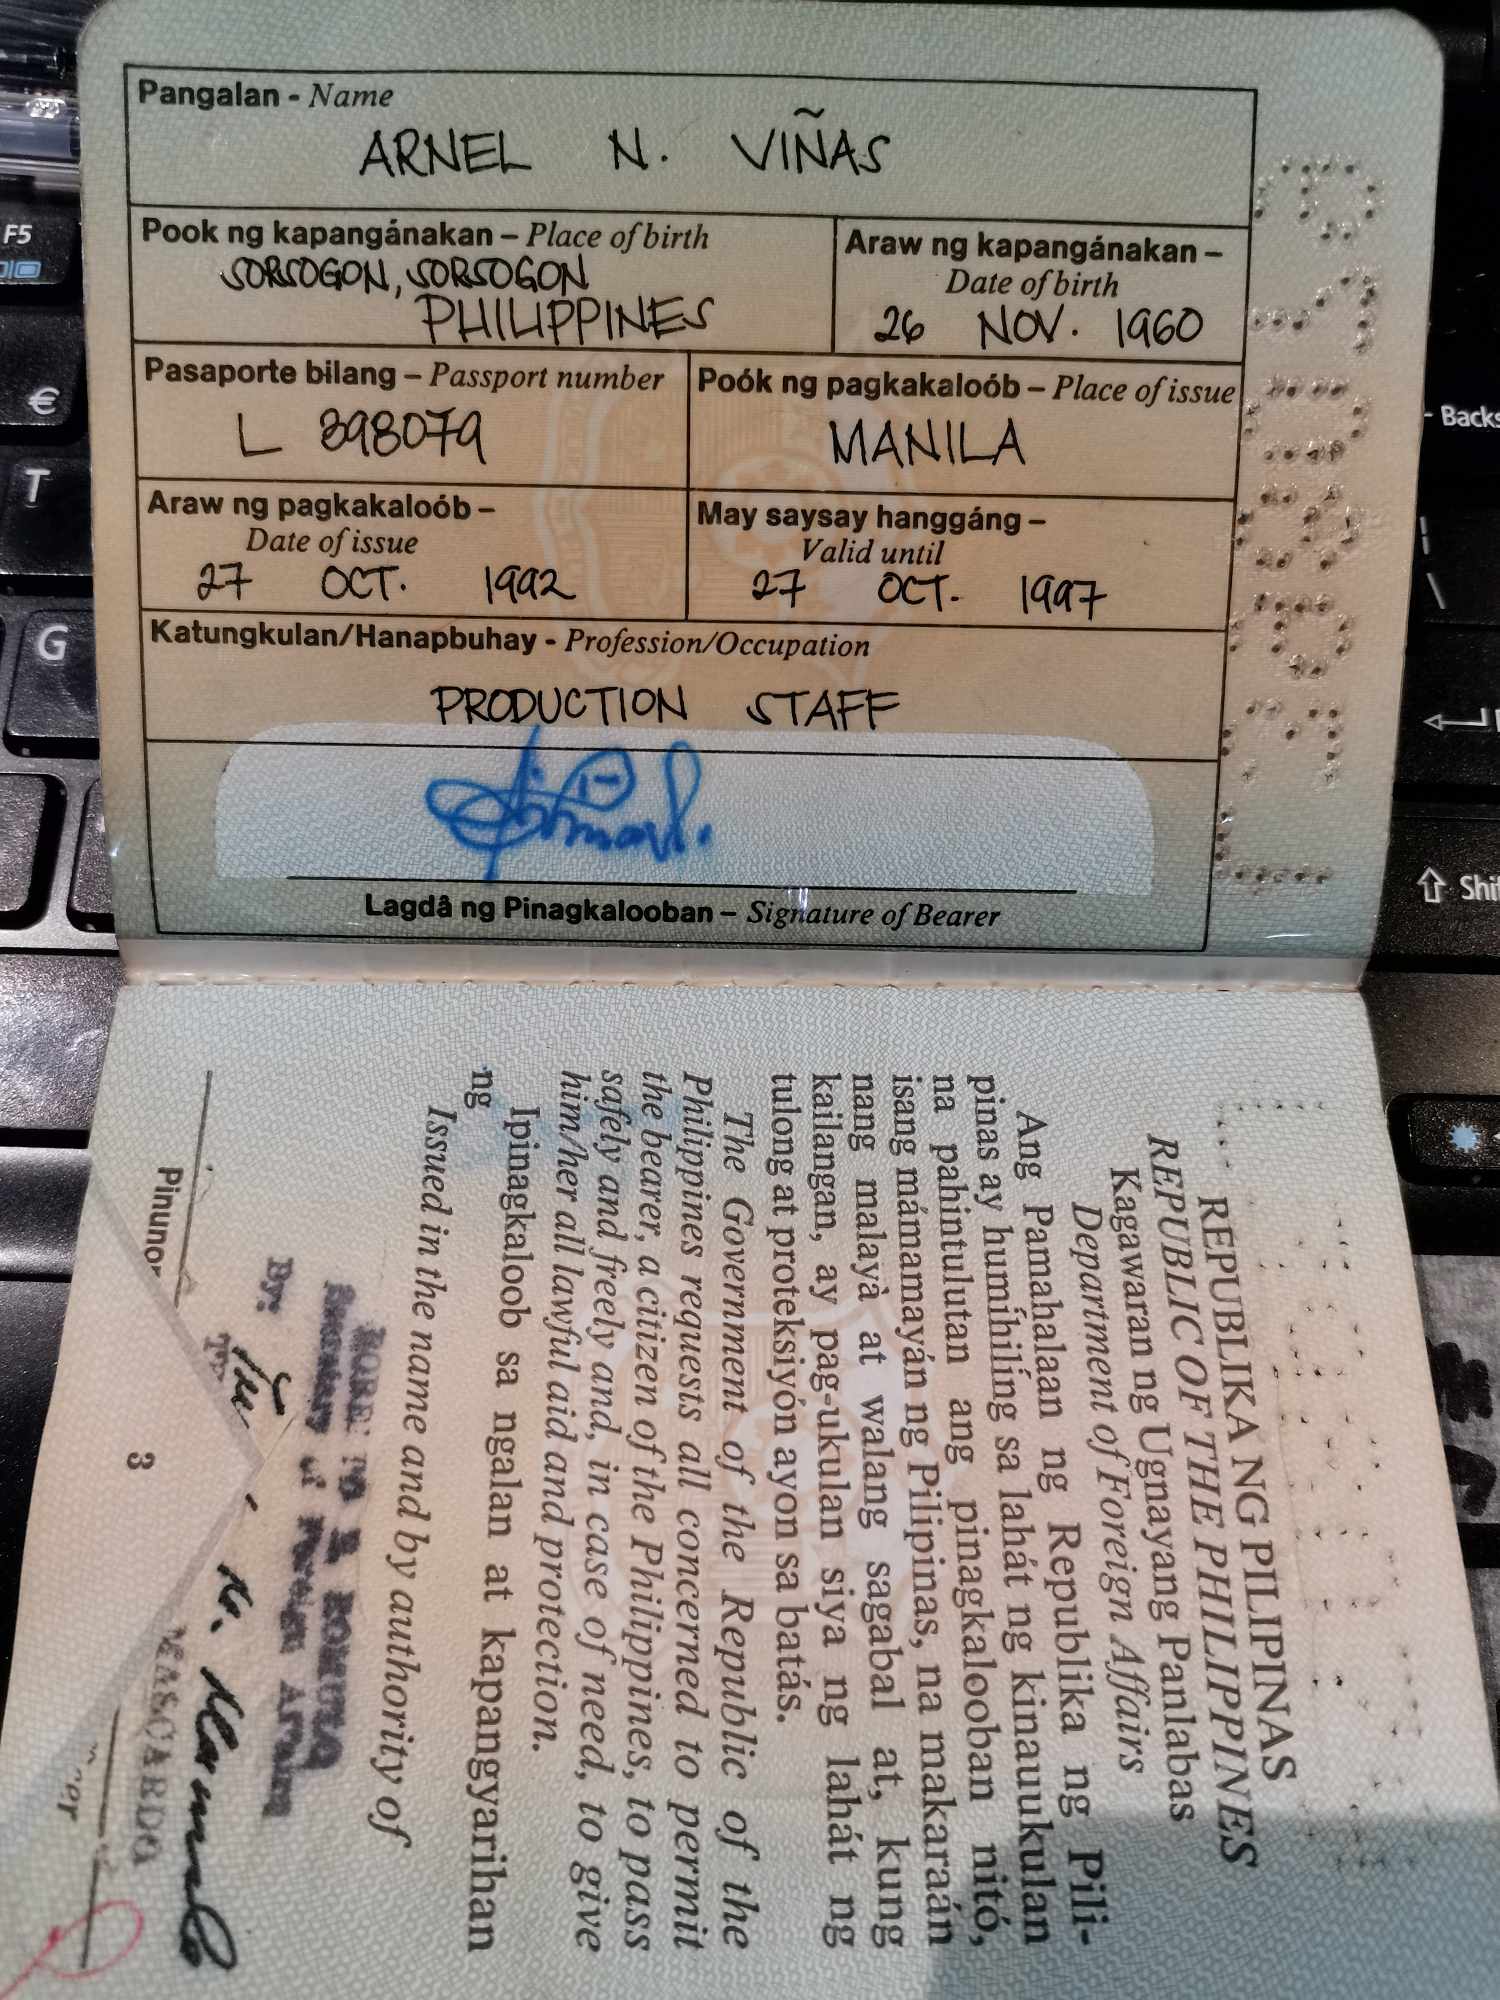 Pangalan - Name
ARNEL N. VIÑAS
Pook ng kapangánakan – Place of birth
SORSOGON, SORSOGON
PHILIPPINES
Araw ng kapangánakan –
Date of birth
26 NOV. 1960
Pasaporte bilang – Passport number
L 398079
Poók ng pagkakaloób – Place of issue
MANILA
Araw ng pagkakaloób –
Date of issue
27 OCT. 1992
May saysay hanggáng –
Valid until
27 OCT. 1997
Katungkulan/Hanapbuhay - Profession/Occupation
PRODUCTION STAFF
Lagdâ ng Pinagkalooban – Signature of Bearer
REPUBLIKA NG PILIPINAS
REPUBLIC OF THE PHILIPPINES
Kagawaran ng Ugnayang Panlabas
Department of Foreign Affairs
Ang Pamahalaan ng Republika ng Pili-
pinas ay humíhilíng sa lahát ng kinauukulan
na pahintulutan ang pinagkalooban nitó,
isang mámamayán ng Pilipinas, na makaraán
nang malayà at walang sagabal at, kung
kailangan, ay pag-ukulan siya ng lahát ng
tulong at proteksiyón ayon sa batás.
The Government of the Republic of the
Philippines requests all concerned to permit
the bearer, a citizen of the Philippines, to pass
safely and freely and, in case of need, to give
him/her all lawful aid and protection.
Ipinagkaloob sa ngalan at kapangyarihan
ng
Issued in the name and by authority of
Secretary of Foreign Affairs
By:
MASCARDO
Pinunor
3